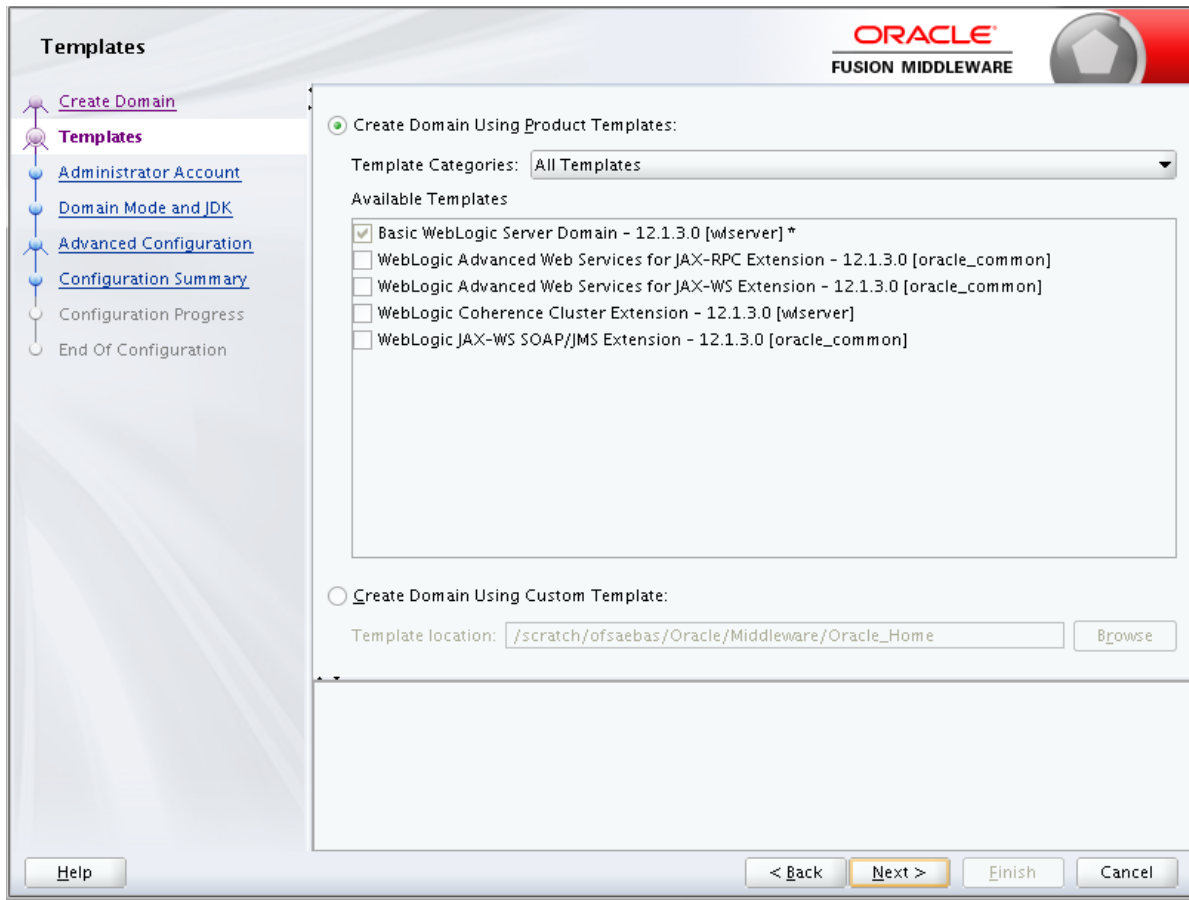 Templates
ORACLE
FUSION MIDDLEWARE
Create Domain
Templates
Administrator Account
Domain Mode and JDK
Advanced Configuration
Configuration Summary
Configuration Progress
End Of Configuration
Create Domain Using Product Templates:
Template Categories: All Templates
Available Templates
Basic WebLogic Server Domain - 12.1.3.0 [wlserver] *
WebLogic Advanced Web Services for JAX-RPC Extension - 12.1.3.0 [oracle_common]
WebLogic Advanced Web Services for JAX-WS Extension - 12.1.3.0 [oracle_common]
WebLogic Coherence Cluster Extension - 12.1.3.0 [wlserver]
WebLogic JAX-WS SOAP/JMS Extension - 12.1.3.0 [oracle_common]
Create Domain Using Custom Template:
Template location: /scratch/ofsaebas/Oracle/Middleware/Oracle_Home Browse
Help < Back Next > Finish Cancel